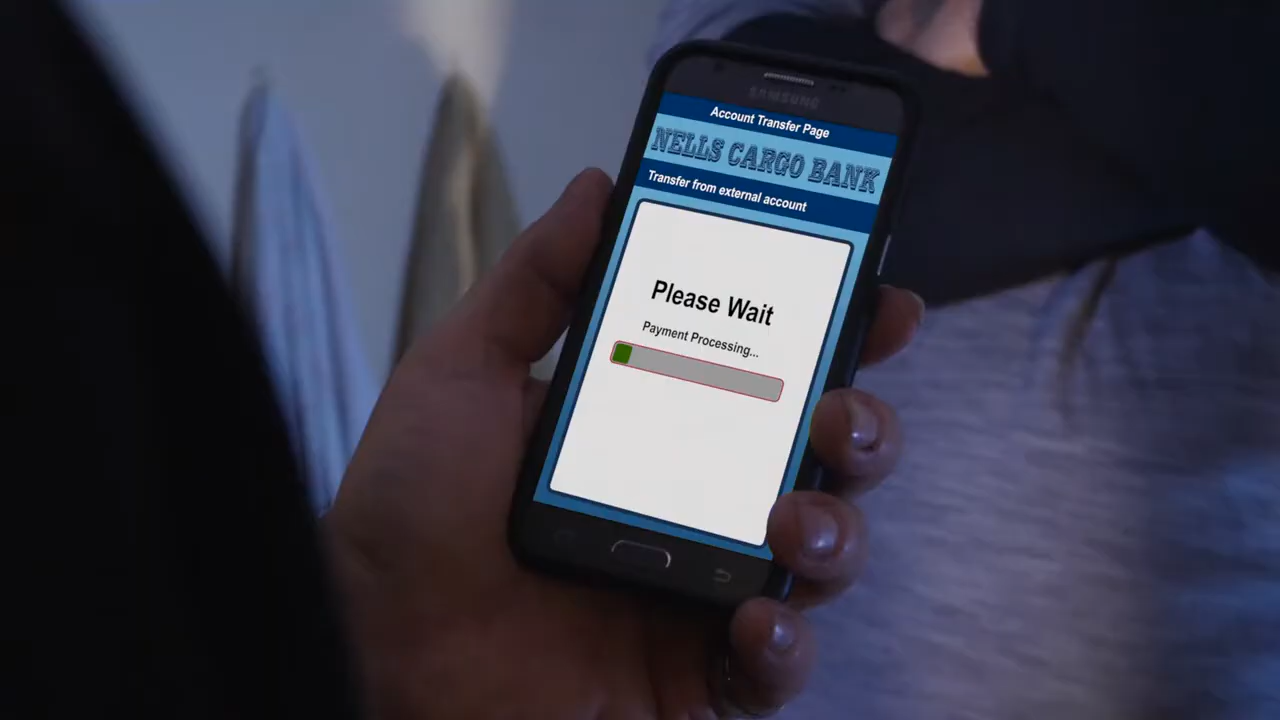 SAMSUNG
Account Transfer Page
NELLS CARGO BANK
Transfer from external account
Please Wait
Payment Processing...